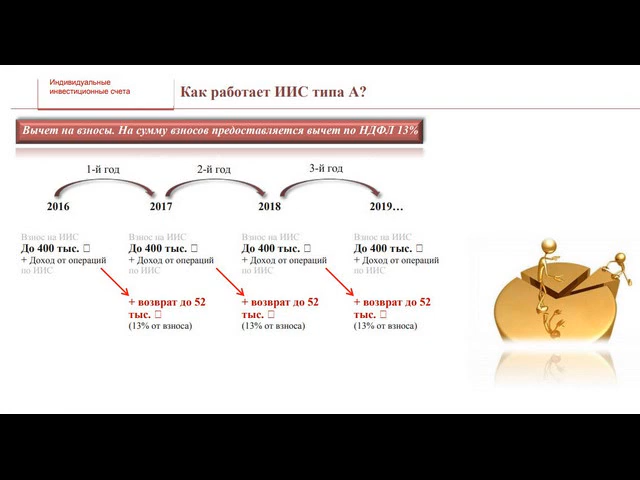 Индивидуальные
инвестиционные счета
Как работает ИИС типа А?
Вычет на взносы. На сумму взносов предоставляется вычет по НДФЛ 13%
1-й год
2-й год
3-й год
2016
2017
2018
2019…
Взнос на ИИС
До 400 тыс.
+ Доход от операций
по ИИС
Взнос на ИИС
До 400 тыс.
+ Доход от операций
по ИИС
Взнос на ИИС
До 400 тыс.
+ Доход от операций
по ИИС
Взнос на ИИС
До 400 тыс.
+ Доход от операций
по ИИС
+ возврат до 52
тыс.
(13% от взноса)
+ возврат до 52
тыс.
(13% от взноса)
+ возврат до 52
тыс.
(13% от взноса)